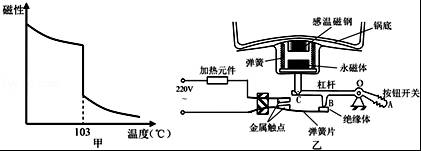 磁性
103
温度(℃)
甲
感温磁钢
锅底
弹簧
永磁体
加热元件
220V
~
杠杆
O
按钮开关
C
B
A
金属触点
绝缘体
弹簧片
乙